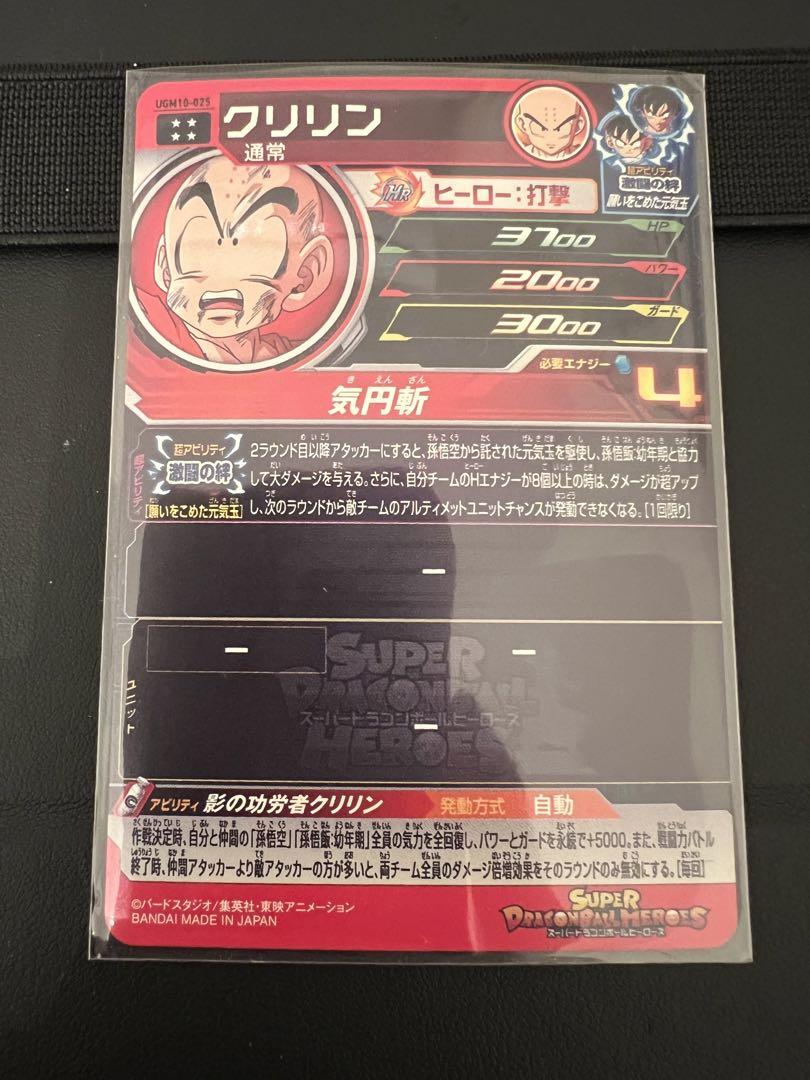 UGM10-025
クリリン
通常
HR
ヒーロー:打撃
超アビリティ
激闘の絆
願いをこめた元気玉
HP
3700
パワー
2000
ガード
3000
必要エナジー
4
きえんざん
気円斬
超アビリティ
超アビリティ
激闘の絆
[願いをこめた元気玉]
2ラウンド目以降アタッカーにすると、孫悟空から託された元気玉を駆使し、孫悟飯:幼年期と協力
して大ダメージを与える。さらに、自分チームのHエナジーが8個以上の時は、ダメージが超アップ
し、次のラウンドから敵チームのアルティメットユニットチャンスが発動できなくなる。[1回限り]
ー
ー
ー
ユニット
ー
SUPER
DRAGONBALL
スーパードラゴンボールヒーローズ
HEROES
アビリティ 影の功労者クリリン 発動方式 自動
作戦決定時、自分と仲間の「孫悟空」「孫悟飯:幼年期」全員の気力を全回復し、パワーとガードを永続で+5000。また、戦闘力バトル
終了時、仲間アタッカーより敵アタッカーの方が多いと、両チーム全員のダメージ倍増効果をそのラウンドのみ無効にする。[毎回]
©バードスタジオ/集英社・東映アニメーション
BANDAI MADE IN JAPAN
SUPER
DRAGONBALL HEROES
スーパードラゴンボールヒーローズ